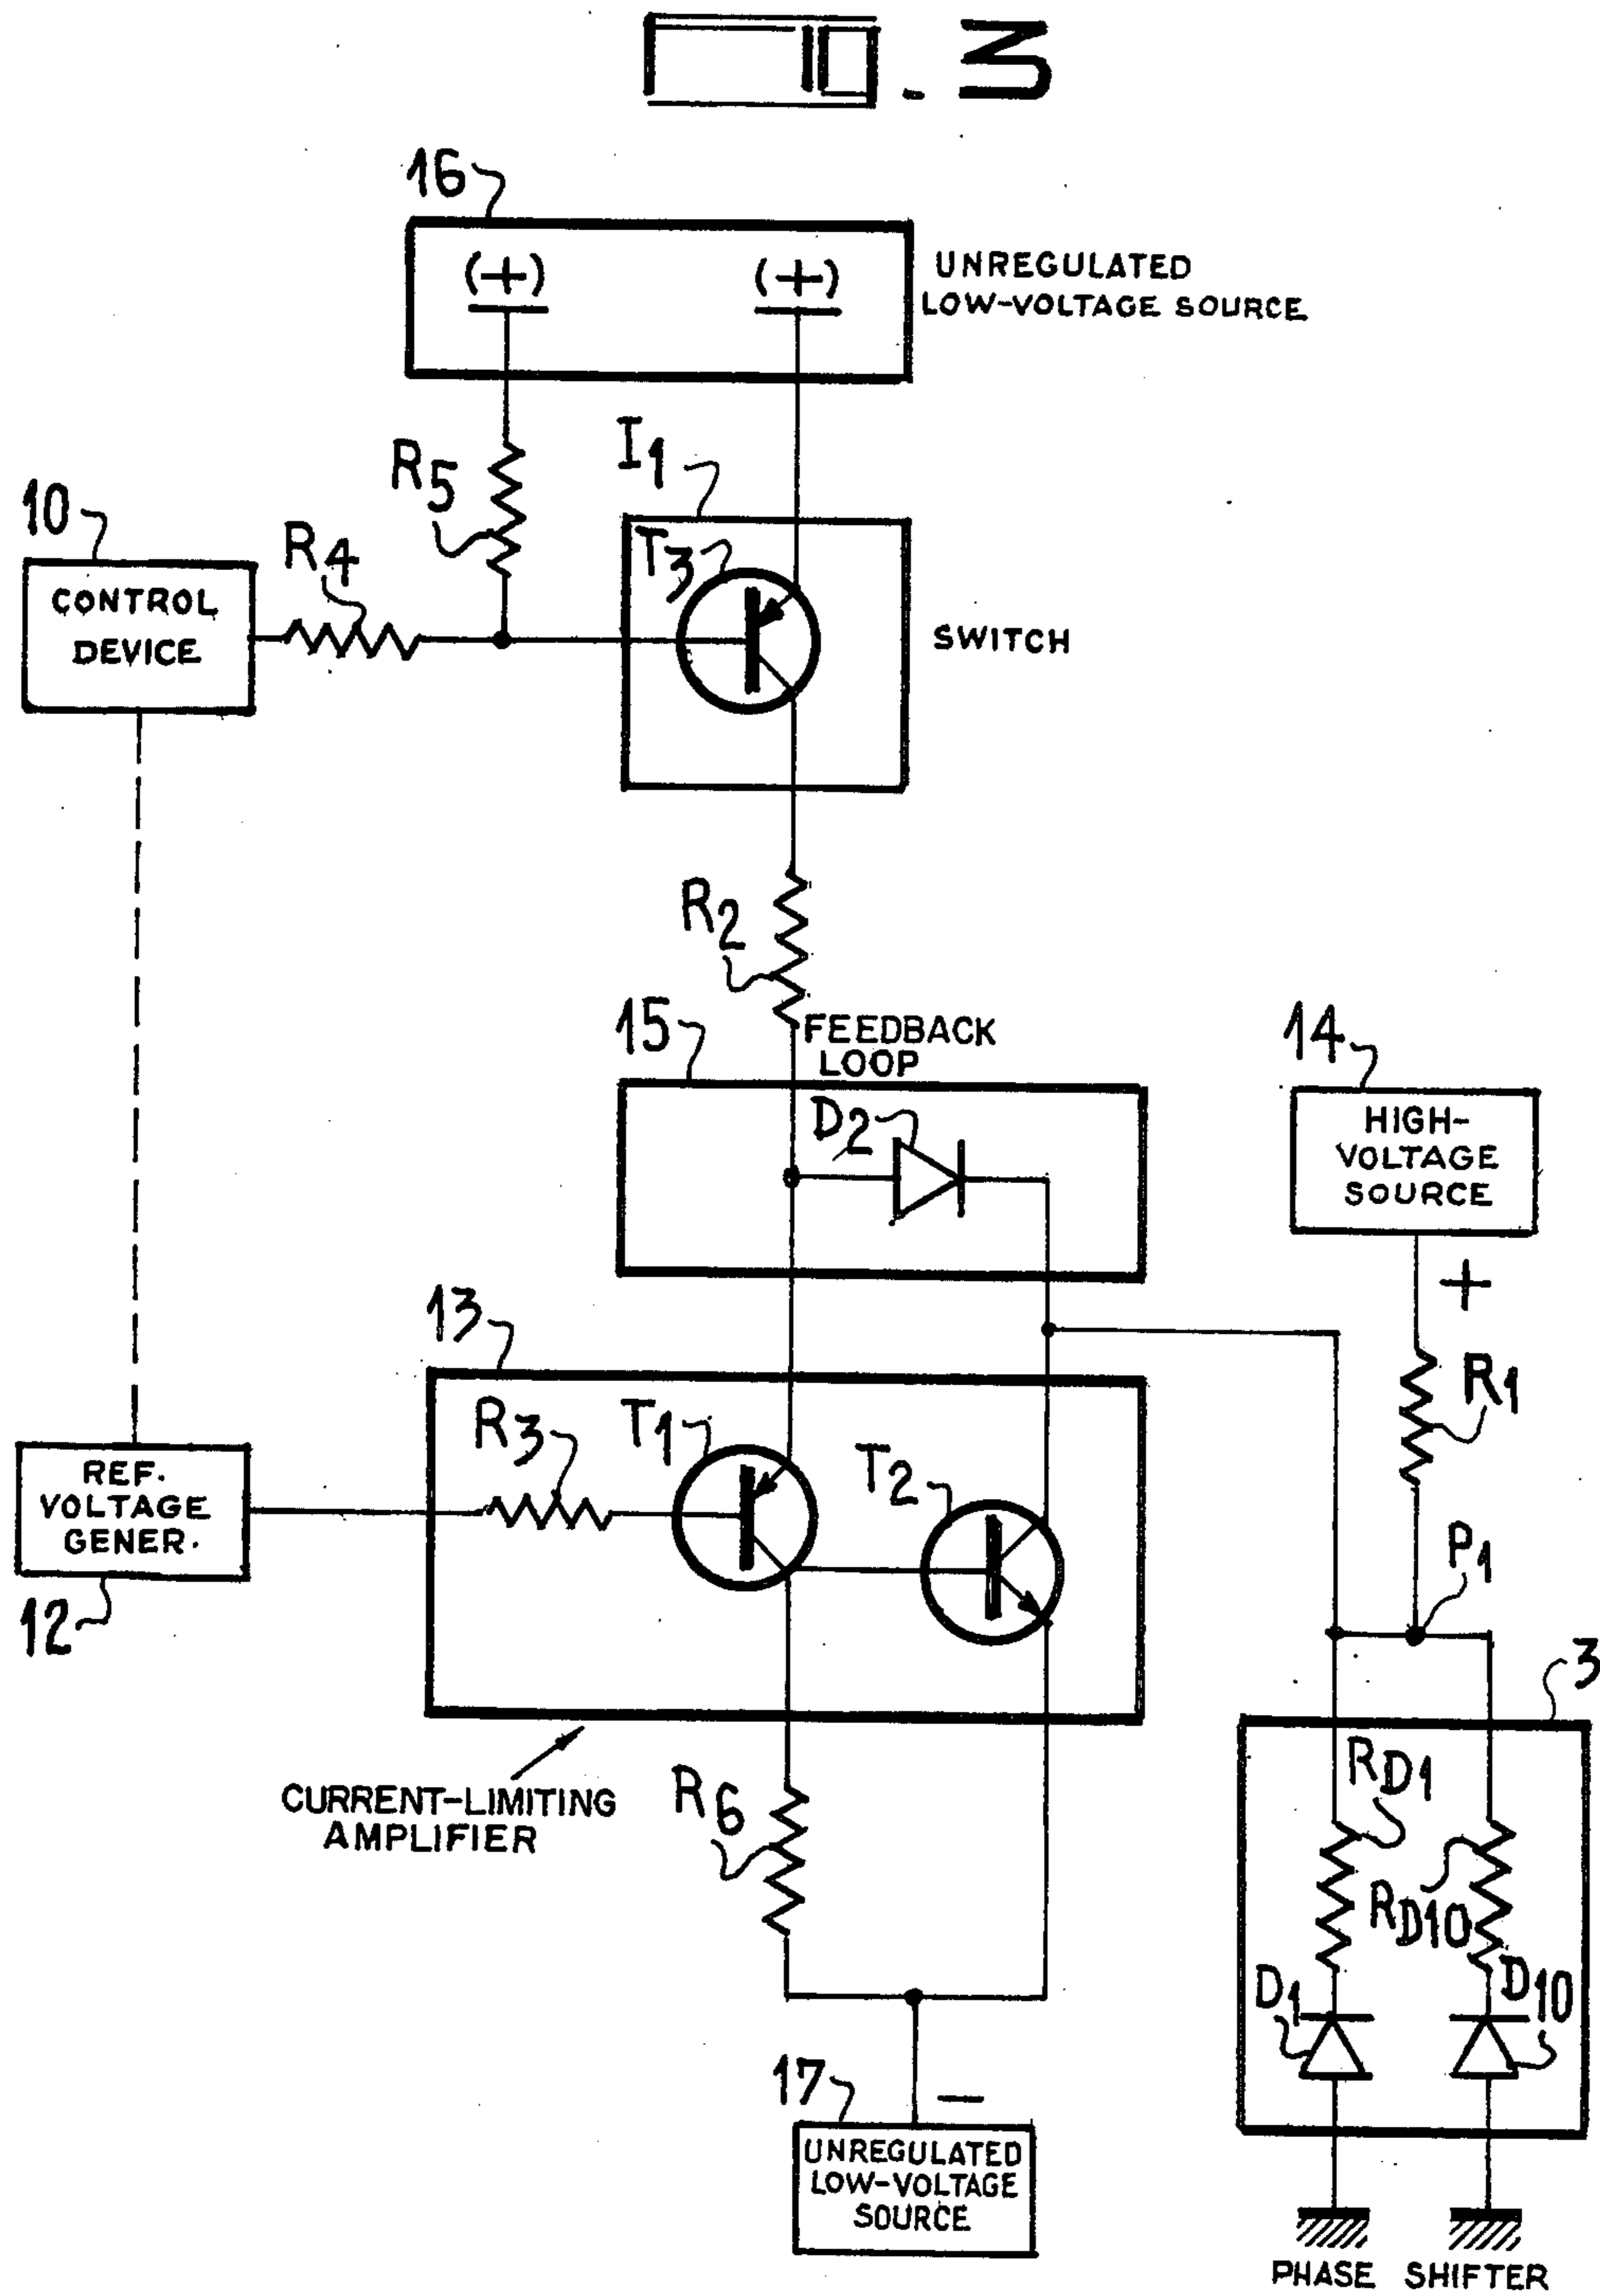 FIG. 3
16
(+) (+)
UNREGULATED
LOW-VOLTAGE SOURCE
I1
R5
10
R4
T3
CONTROL
DEVICE
SWITCH
R2
15
FEEDBACK
LOOP
14
D2
HIGH-
VOLTAGE
SOURCE
+
13
R1
R3
T1
T2
REF.
VOLTAGE
GENER.
P1
12
3
RD1
CURRENT-LIMITING
AMPLIFIER
R6
RD10
D1
D10
17
−
UNREGULATED
LOW-VOLTAGE
SOURCE
PHASE SHIFTER